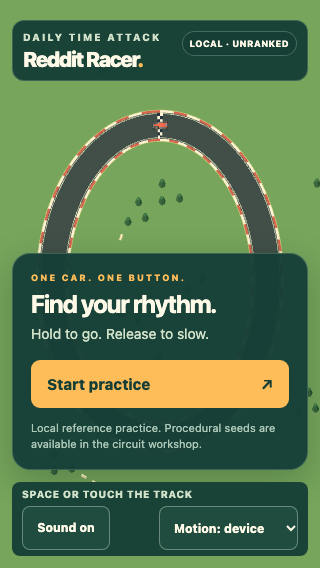 DAILY TIME ATTACK
Reddit Racer.
LOCAL · UNRANKED
ONE CAR. ONE BUTTON.
Find your rhythm.
Hold to go. Release to slow.
Start practice ↗
Local reference practice. Procedural seeds are
available in the circuit workshop.
SPACE OR TOUCH THE TRACK
Sound on
Motion: device